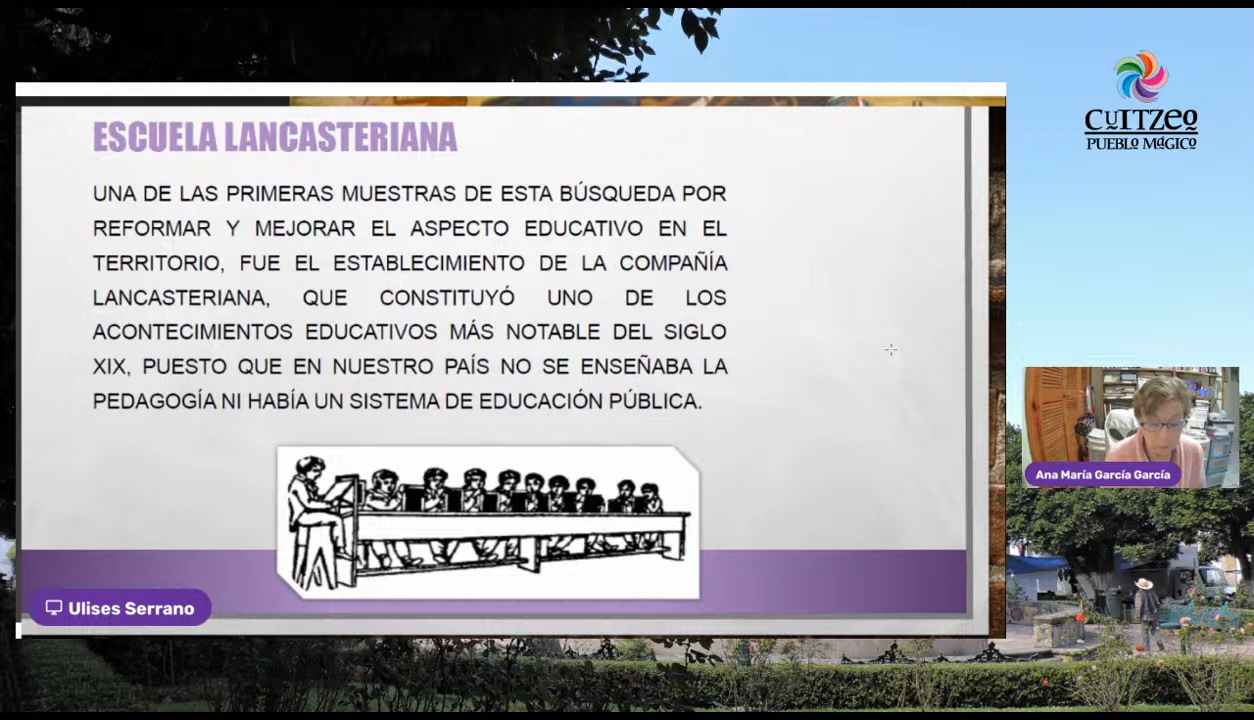 CUITZEO
PUEBLO MÁGICO
ESCUELA LANCASTERIANA
UNA DE LAS PRIMERAS MUESTRAS DE ESTA BÚSQUEDA POR
REFORMAR Y MEJORAR EL ASPECTO EDUCATIVO EN EL
TERRITORIO, FUE EL ESTABLECIMIENTO DE LA COMPAÑÍA
LANCASTERIANA, QUE CONSTITUYÓ UNO DE LOS
ACONTECIMIENTOS EDUCATIVOS MÁS NOTABLE DEL SIGLO
XIX, PUESTO QUE EN NUESTRO PAÍS NO SE ENSEÑABA LA
PEDAGOGÍA NI HABÍA UN SISTEMA DE EDUCACIÓN PÚBLICA.
Ana María García García
Ulises Serrano